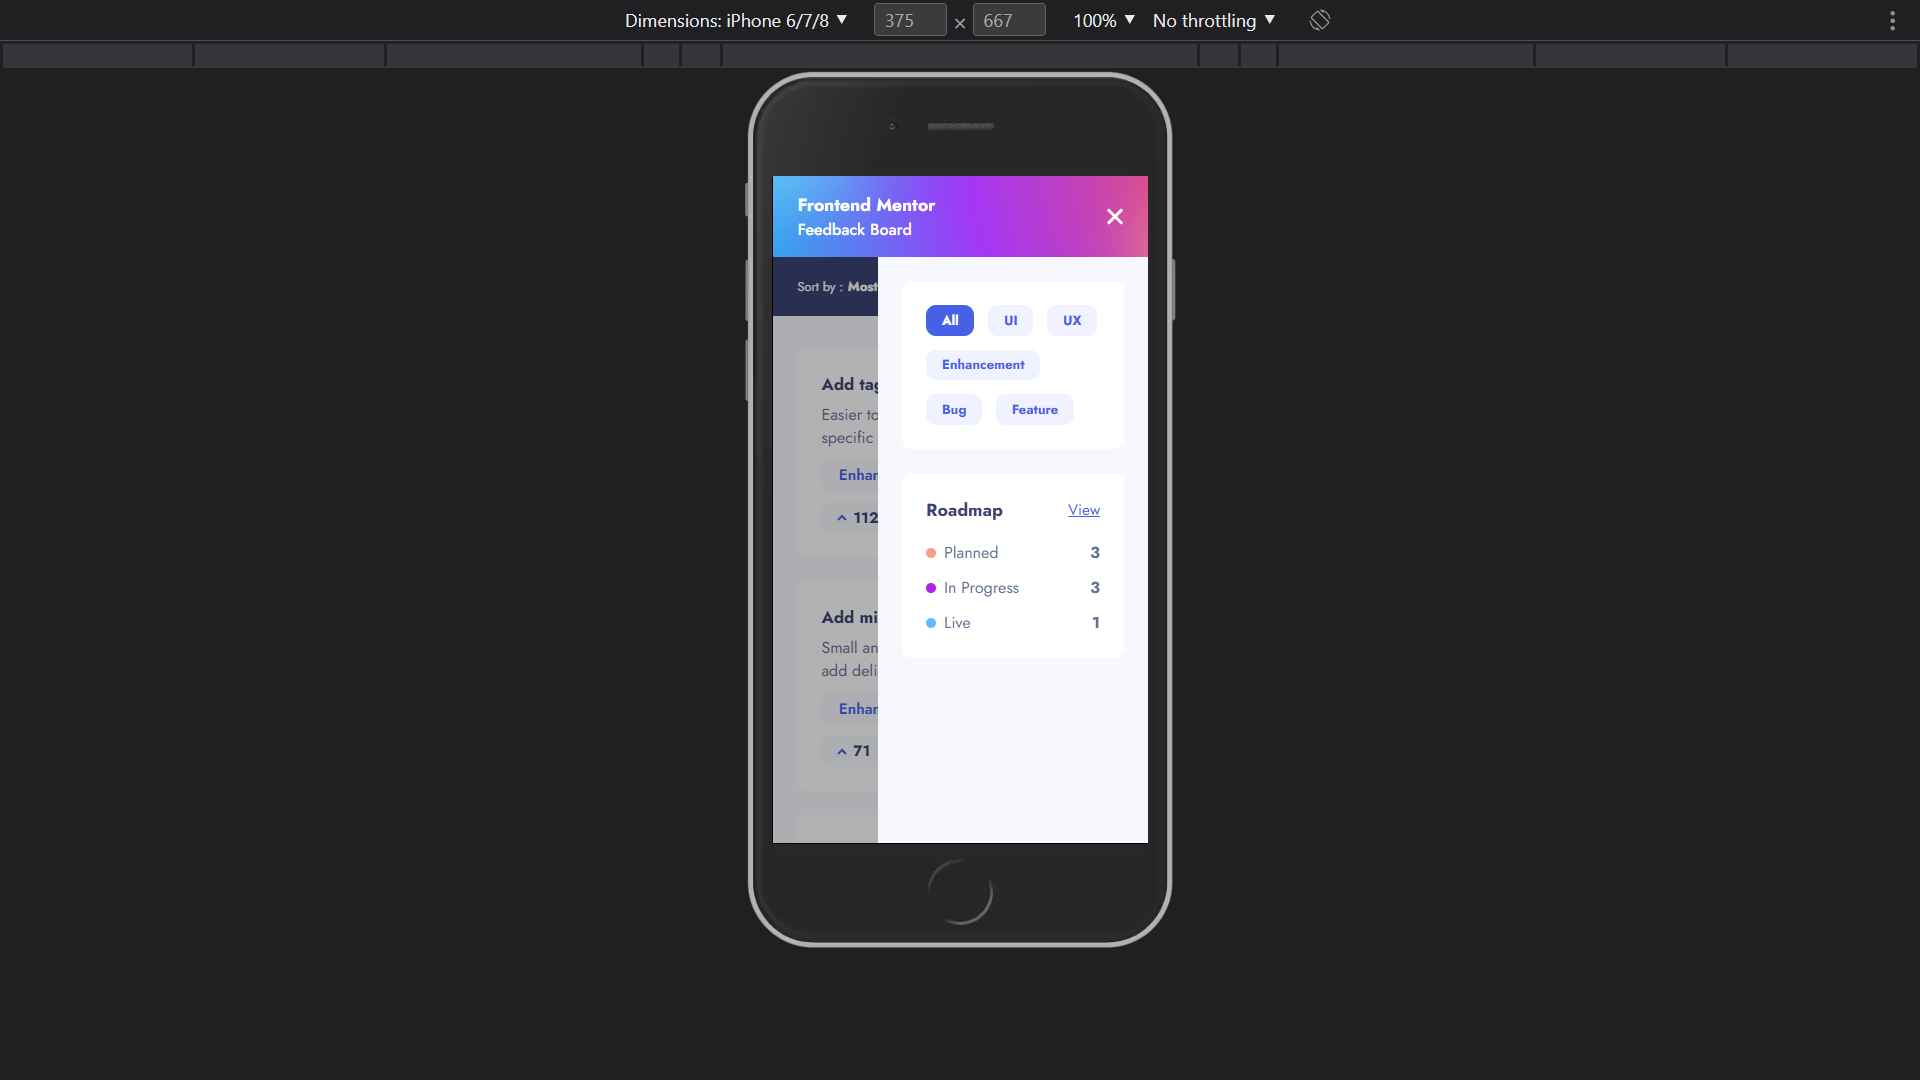 Dimensions: iPhone 6/7/8 ▼ 375 × 667 100% ▼ No throttling ▼
Frontend Mentor
Feedback Board
Sort by : Most
All UI UX
Enhancement
Bug Feature
Roadmap View
Planned 3
In Progress 3
Live 1
Add tag
Easier to
specific
Enhan
112
Add mi
Small an
add deli
Enhan
71